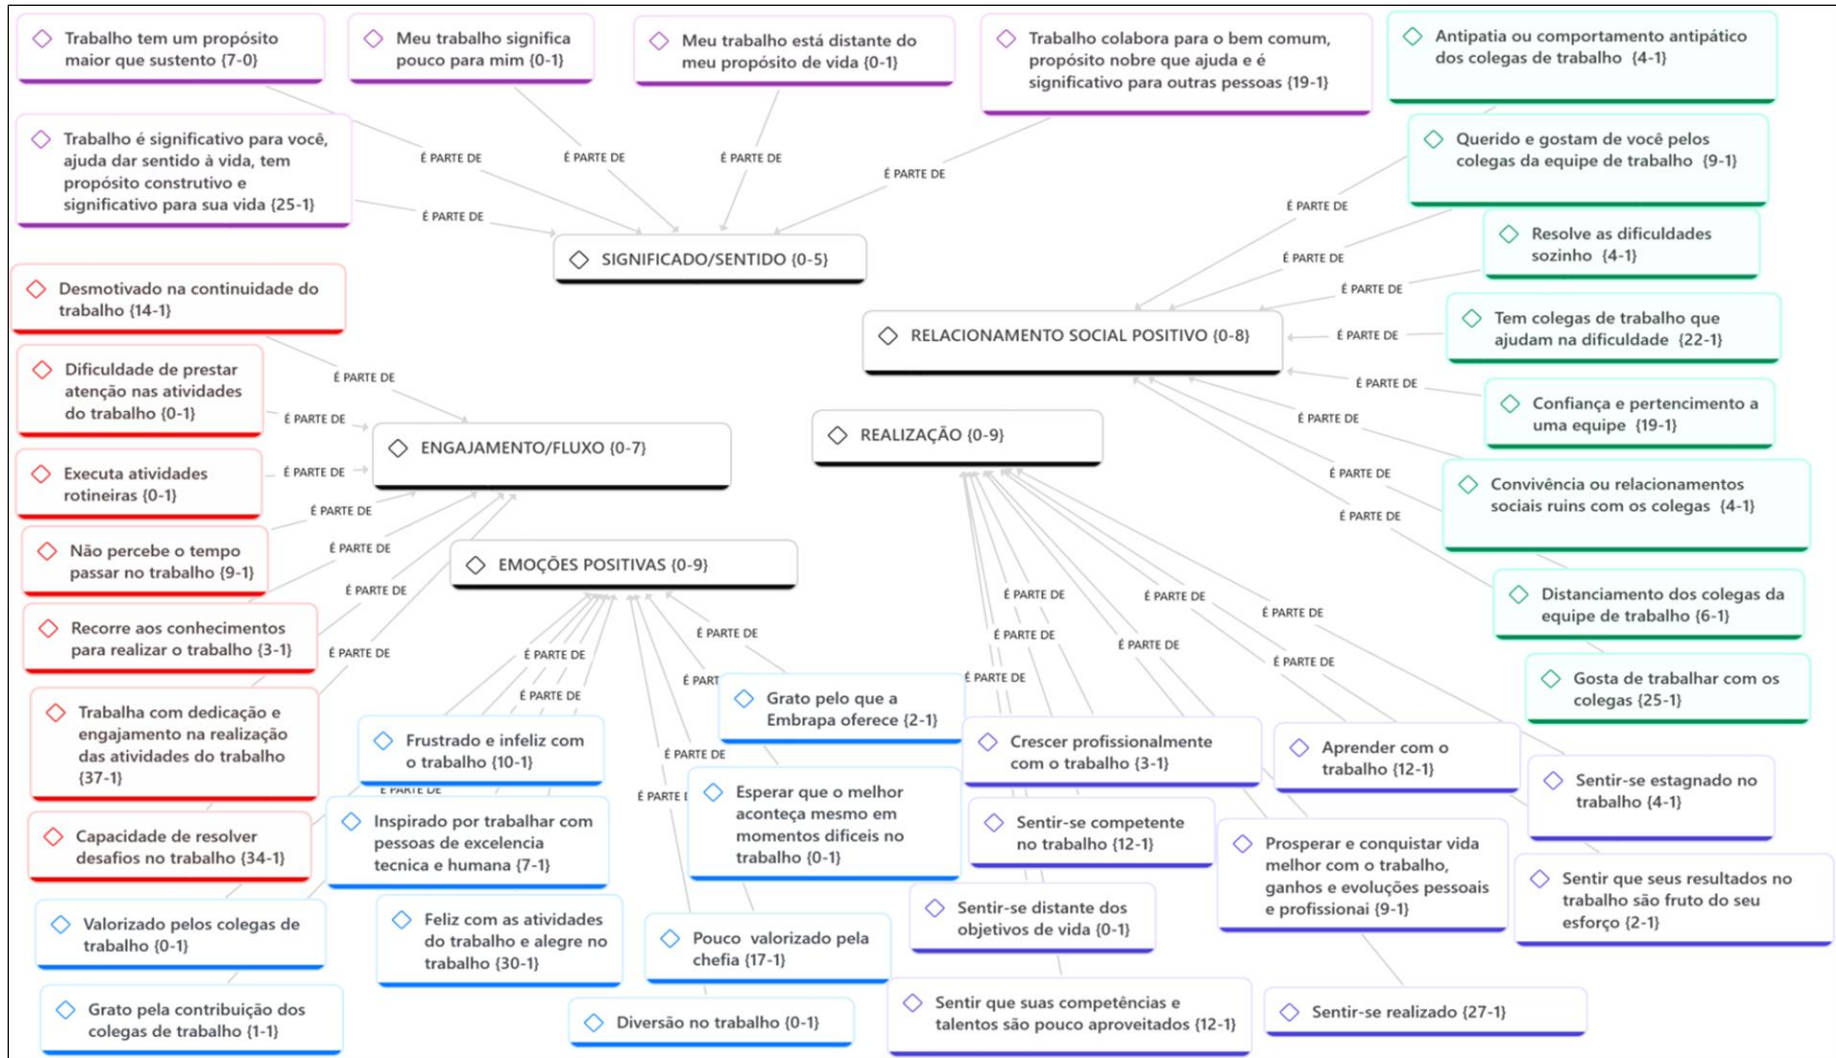 Trabalho tem um propósito
maior que sustento {7-0}
Meu trabalho significa
pouco para mim {0-1}
Meu trabalho está distante do
meu propósito de vida {0-1}
Trabalho colabora para o bem comum,
propósito nobre que ajuda e é
significativo para outras pessoas {19-1}
Antipatia ou comportamento antipático
dos colegas de trabalho {4-1}
Trabalho é significativo para você,
ajuda dar sentido à vida, tem
propósito construtivo e
significativo para sua vida {25-1}
Querido e gostam de você pelos
colegas da equipe de trabalho {9-1}
É PARTE DE
É PARTE DE
É PARTE DE
É PARTE DE
É PARTE DE
É PARTE DE
SIGNIFICADO/SENTIDO {0-5}
É PARTE DE
Resolve as dificuldades
sozinho {4-1}
É PARTE DE
Desmotivado na continuidade do
trabalho {14-1}
RELACIONAMENTO SOCIAL POSITIVO {0-8}
É PARTE DE
Tem colegas de trabalho que
ajudam na dificuldade {22-1}
É PARTE DE
É PARTE DE
Dificuldade de prestar
atenção nas atividades
do trabalho {0-1}
É PARTE DE
Confiança e pertencimento a
uma equipe {19-1}
É PARTE DE
ENGAJAMENTO/FLUXO {0-7}
REALIZAÇÃO {0-9}
Executa atividades
rotineiras {0-1}
É PARTE DE
É PARTE DE
Convivência ou relacionamentos
sociais ruins com os colegas {4-1}
É PARTE DE
É PARTE DE
Não percebe o tempo
passar no trabalho {9-1}
É PARTE DE
EMOÇÕES POSITIVAS {0-9}
É PARTE DE
É PARTE DE
É PARTE DE
É PARTE DE
Distanciamento dos colegas da
equipe de trabalho {6-1}
Recorre aos conhecimentos
para realizar o trabalho {3-1}
É PARTE DE
É PARTE DE
É PARTE DE
É PARTE DE
É PARTE DE
É PARTE DE
É PARTE DE
É PARTE DE
Gosta de trabalhar com os
colegas {25-1}
É PART
É PARTE DE
Trabalha com dedicação e
engajamento na realização
das atividades do trabalho
{37-1}
Grato pelo que a
Embrapa oferece {2-1}
Frustrado e infeliz com
o trabalho {10-1}
Crescer profissionalmente
com o trabalho {3-1}
Aprender com o
trabalho {12-1}
É PARTE DE
Sentir-se estagnado no
trabalho {4-1}
É PARTE DE
É PARTE
Esperar que o melhor
aconteça mesmo em
momentos dificeis no
trabalho {0-1}
Capacidade de resolver
desafios no trabalho {34-1}
Inspirado por trabalhar com
pessoas de excelencia
tecnica e humana {7-1}
Sentir-se competente
no trabalho {12-1}
Prosperar e conquistar vida
melhor com o trabalho,
ganhos e evoluções pessoais
e profissionai {9-1}
Sentir que seus resultados no
trabalho são fruto do seu
esforço {2-1}
Valorizado pelos colegas de
trabalho {0-1}
Feliz com as atividades
do trabalho e alegre no
trabalho {30-1}
Pouco valorizado pela
chefia {17-1}
Sentir-se distante dos
objetivos de vida {0-1}
Grato pela contribuição dos
colegas de trabalho {1-1}
Diversão no trabalho {0-1}
Sentir que suas competências e
talentos são pouco aproveitados {12-1}
Sentir-se realizado {27-1}